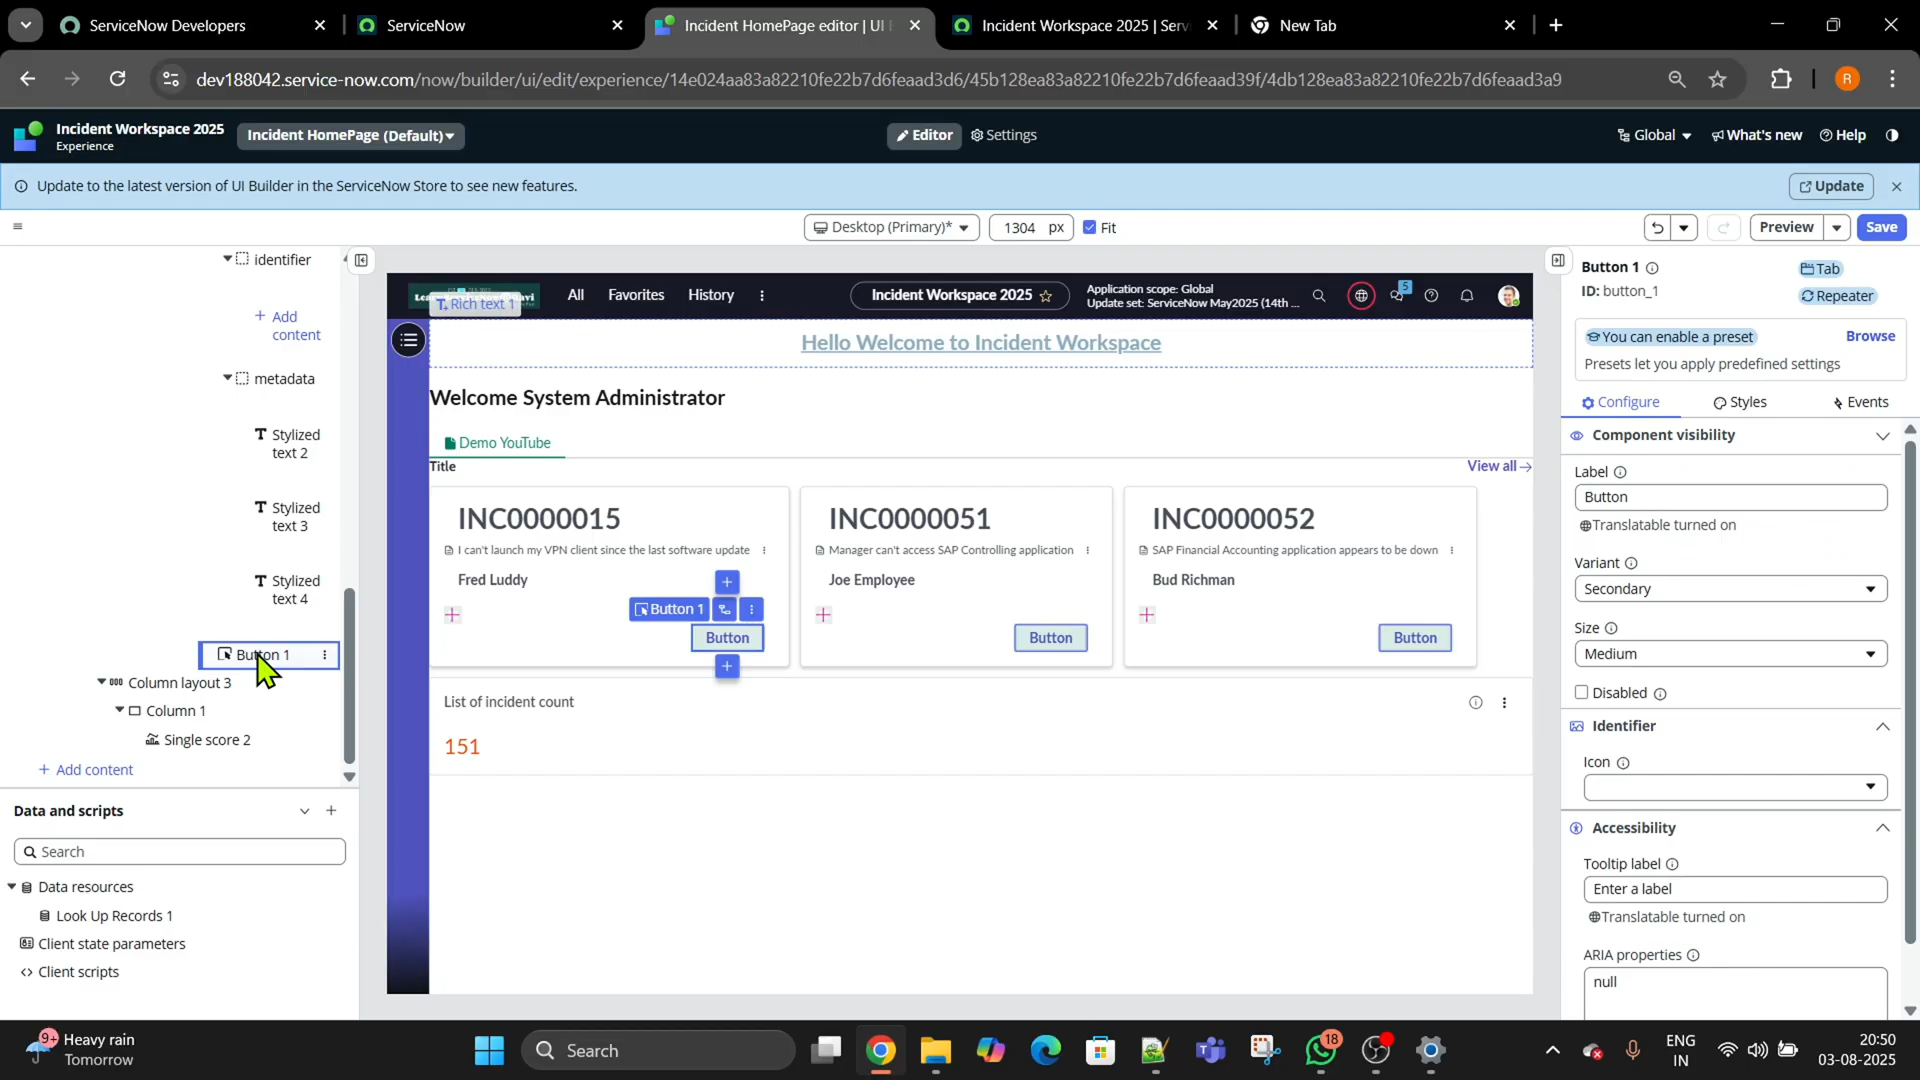 ServiceNow Developers
ServiceNow
Incident HomePage editor | UI
Incident Workspace 2025 | Serv
New Tab
dev188042.service-now.com/now/builder/ui/edit/experience/14e024aa83a82210fe22b7d6feaad3d6/45b128ea83a82210fe22b7d6feaad39f/4db128ea83a82210fe22b7d6feaad3a9
R
Incident Workspace 2025
Experience
Incident HomePage (Default)
Editor
Settings
Global
What's new
Help
Update to the latest version of UI Builder in the ServiceNow Store to see new features.
Update
Desktop (Primary)*
1304 px
Fit
Preview
Save
identifier
+ Add content
metadata
Stylized text 2
Stylized text 3
Stylized text 4
Button 1
Column layout 3
Column 1
Single score 2
+ Add content
Data and scripts
Search
Data resources
Look Up Records 1
Client state parameters
Client scripts
Rich text 1
All
Favorites
History
Incident Workspace 2025
Application scope: Global
Update set: ServiceNow May2025 (14th ...
5
Hello Welcome to Incident Workspace
Welcome System Administrator
Demo YouTube
Title
View all
INC0000015
I can't launch my VPN client since the last software update
Fred Luddy
Button 1
Button
INC0000051
Manager can't access SAP Controlling application
Joe Employee
Button
INC0000052
SAP Financial Accounting application appears to be down
Bud Richman
Button
List of incident count
151
Button 1
ID: button_1
Tab
Repeater
You can enable a preset
Browse
Presets let you apply predefined settings
Configure
Styles
Events
Component visibility
Label
Button
Translatable turned on
Variant
Secondary
Size
Medium
Disabled
Identifier
Icon
Accessibility
Tooltip label
Enter a label
Translatable turned on
ARIA properties
null
9+
Heavy rain
Tomorrow
Search
18
ENG
IN
20:50
03-08-2025